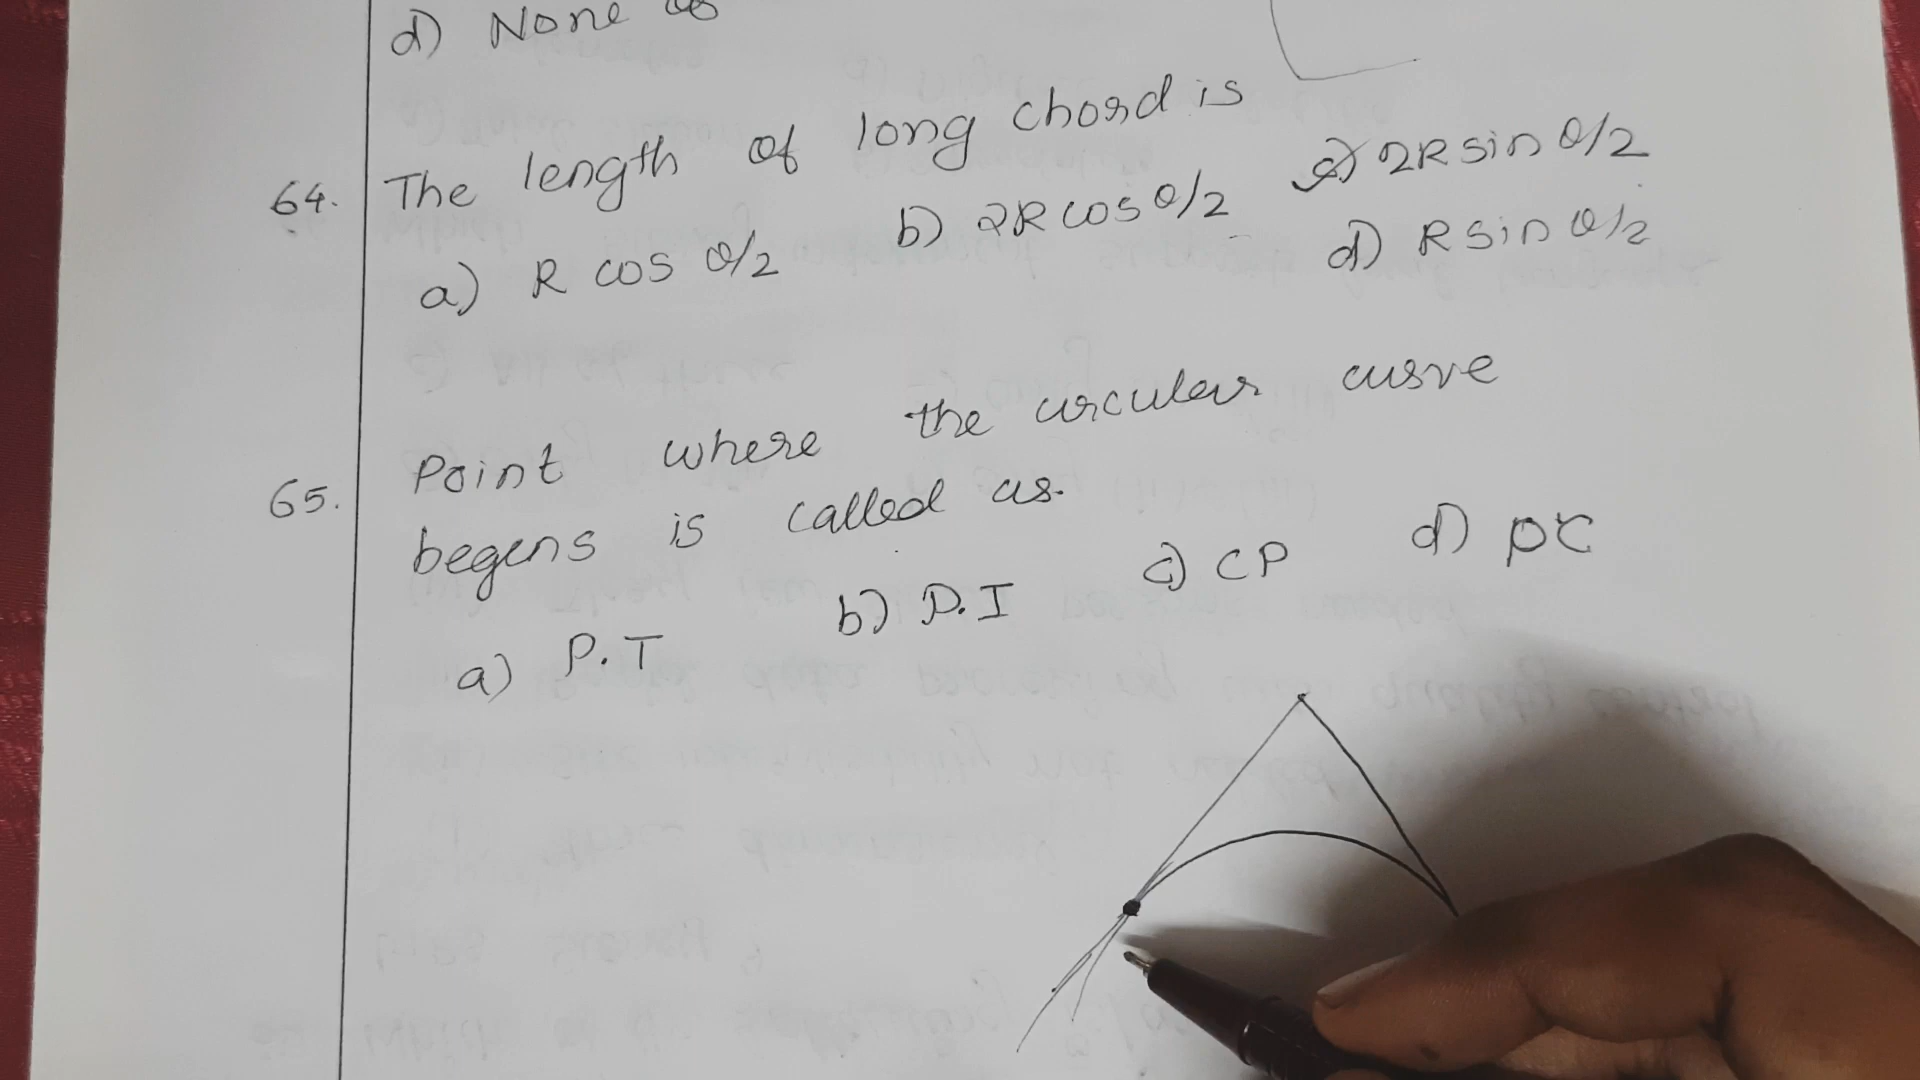 d) None of
64. The length of long chord is
a) R cos θ/2 b) 2R cos θ/2 c) 2R sin θ/2
d) R sin θ/2
65. Point where the circular curve
begens is called as.
a) P.T b) P.I c) CP d) PC